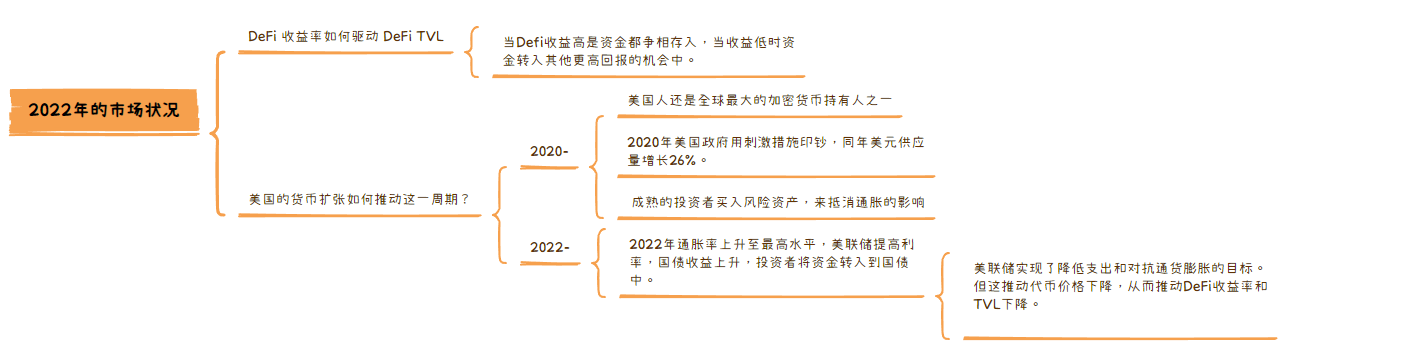 2022年的市场状况
DeFi 收益率如何驱动 DeFi TVL
当Defi收益高是资金都争相存入，当收益低时资
金转入其他更高回报的机会中。
美国的货币扩张如何推动这一周期？
2020-
美国人还是全球最大的加密货币持有人之一
2020年美国政府用刺激措施印钞，同年美元供应
量增长26%。
成熟的投资者买入风险资产，来抵消通胀的影响
2022-
2022年通胀率上升至最高水平，美联储提高利
率，国债收益上升，投资者将资金转入到国债
中。
美联储实现了降低支出和对抗通货膨胀的目标。
但这推动代币价格下降，从而推动DeFi收益率和
TVL下降。